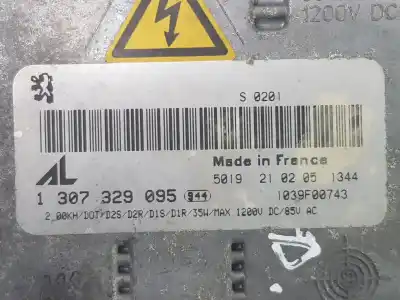 -1200V DC
S 0201
AL
Made in France
5019 21 02 05 1344
1 307 329 095 944 1039F00743
2,00KH/DOT/D2S/D2R/D1S/D1R/35W/MAX 1200V DC/85V AC